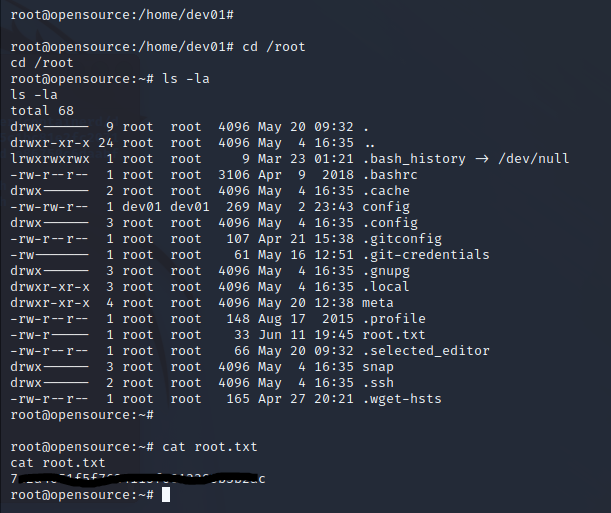 root@opensource:/home/dev01#
root@opensource:/home/dev01# cd /root
cd /root
root@opensource:~# ls -la
ls -la
total 68
drwx------ 9 root root 4096 May 20 09:32 .
drwxr-xr-x 24 root root 4096 May 4 16:35 ..
lrwxrwxrwx 1 root root 9 Mar 23 01:21 .bash_history -> /dev/null
-rw-r--r-- 1 root root 3106 Apr 9 2018 .bashrc
drwx------ 2 root root 4096 May 4 16:35 .cache
-rw-rw-r-- 1 dev01 dev01 269 May 2 23:43 config
drwx------ 3 root root 4096 May 4 16:35 .config
-rw-r--r-- 1 root root 107 Apr 21 15:38 .gitconfig
-rw------- 1 root root 61 May 16 12:51 .git-credentials
drwx------ 3 root root 4096 May 4 16:35 .gnupg
drwxr-xr-x 3 root root 4096 May 4 16:35 .local
drwxr-xr-x 4 root root 4096 May 20 12:38 meta
-rw-r--r-- 1 root root 148 Aug 17 2015 .profile
-rw-r----- 1 root root 33 Jun 11 19:45 root.txt
-rw-r--r-- 1 root root 66 May 20 09:32 .selected_editor
drwx------ 3 root root 4096 May 4 16:35 snap
drwx------ 2 root root 4096 May 4 16:35 .ssh
-rw-r--r-- 1 root root 165 Apr 27 20:21 .wget-hsts
root@opensource:~#
root@opensource:~# cat root.txt
cat root.txt
root@opensource:~#